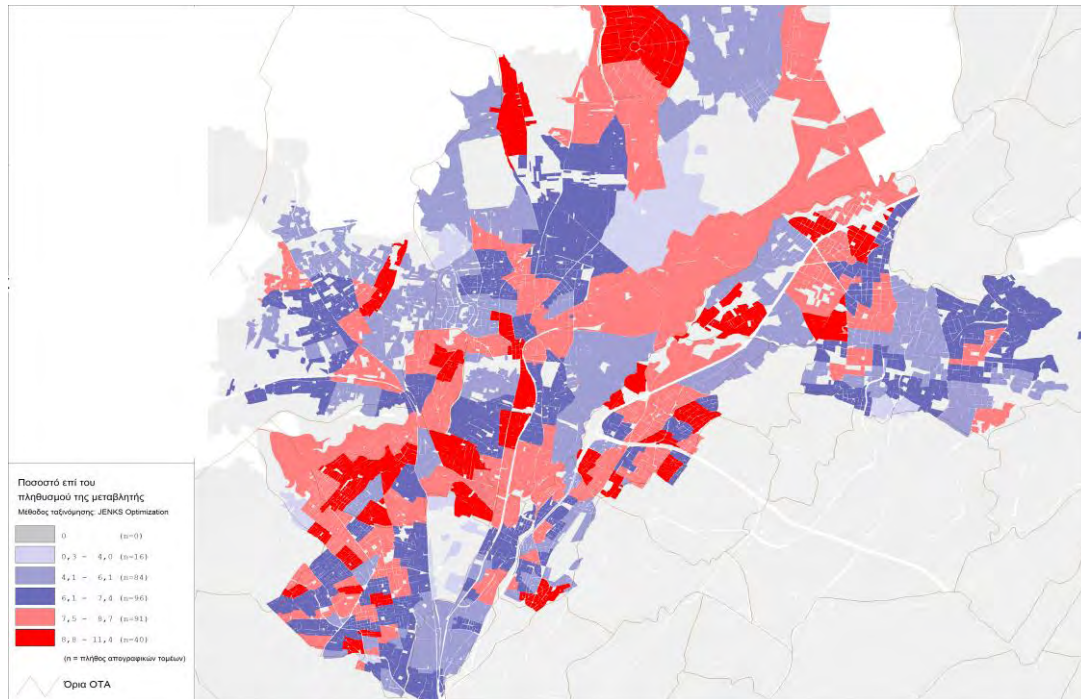 Ποσοστό επί του
πληθυσμού της μεταβλητής
Μέθοδος ταξινόμησης: JENKS Optimization
0 (n=0)
0,3 - 4,0 (n=16)
4,1 - 6,1 (n=84)
6,1 - 7,4 (n=96)
7,5 - 8,7 (n=91)
8,8 - 11,4 (n=40)
(n = πλήθος απογραφικών τομέων)
Όρια ΟΤΑ